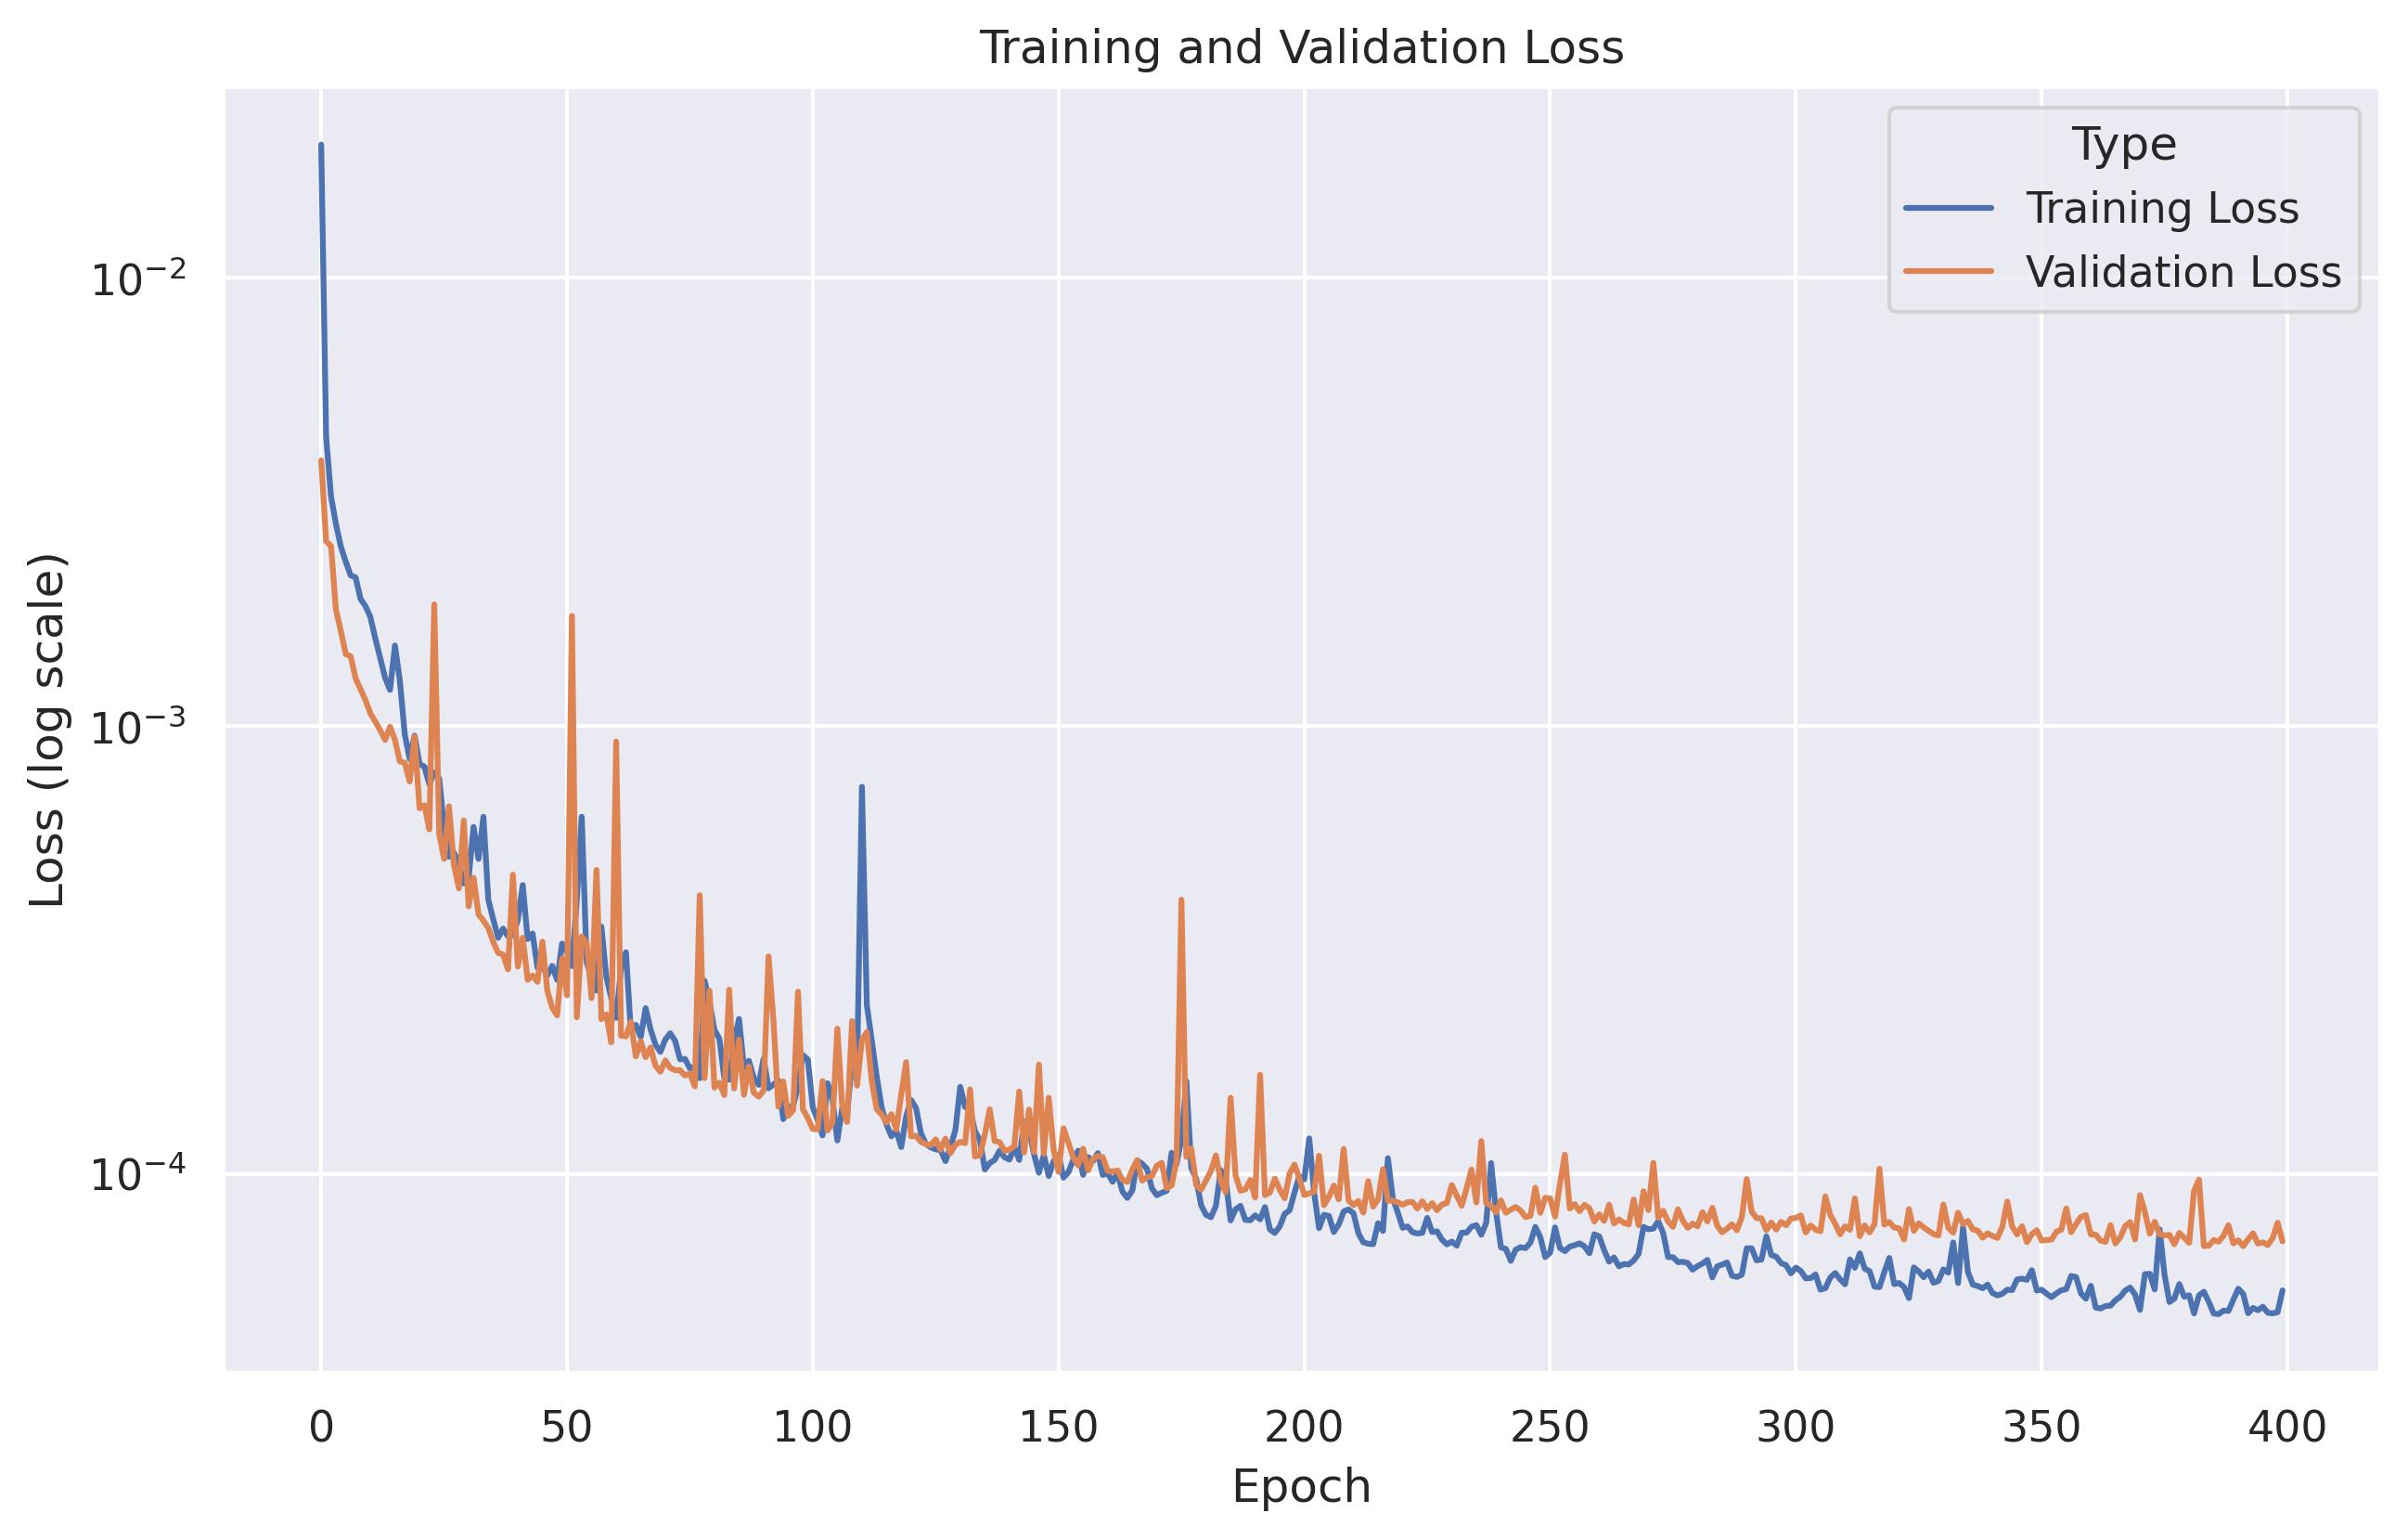 Training and Validation Loss
Type
Training Loss
Validation Loss
10⁻²
10⁻³
10⁻⁴
Loss (log scale)
0 50 100 150 200 250 300 350 400
Epoch